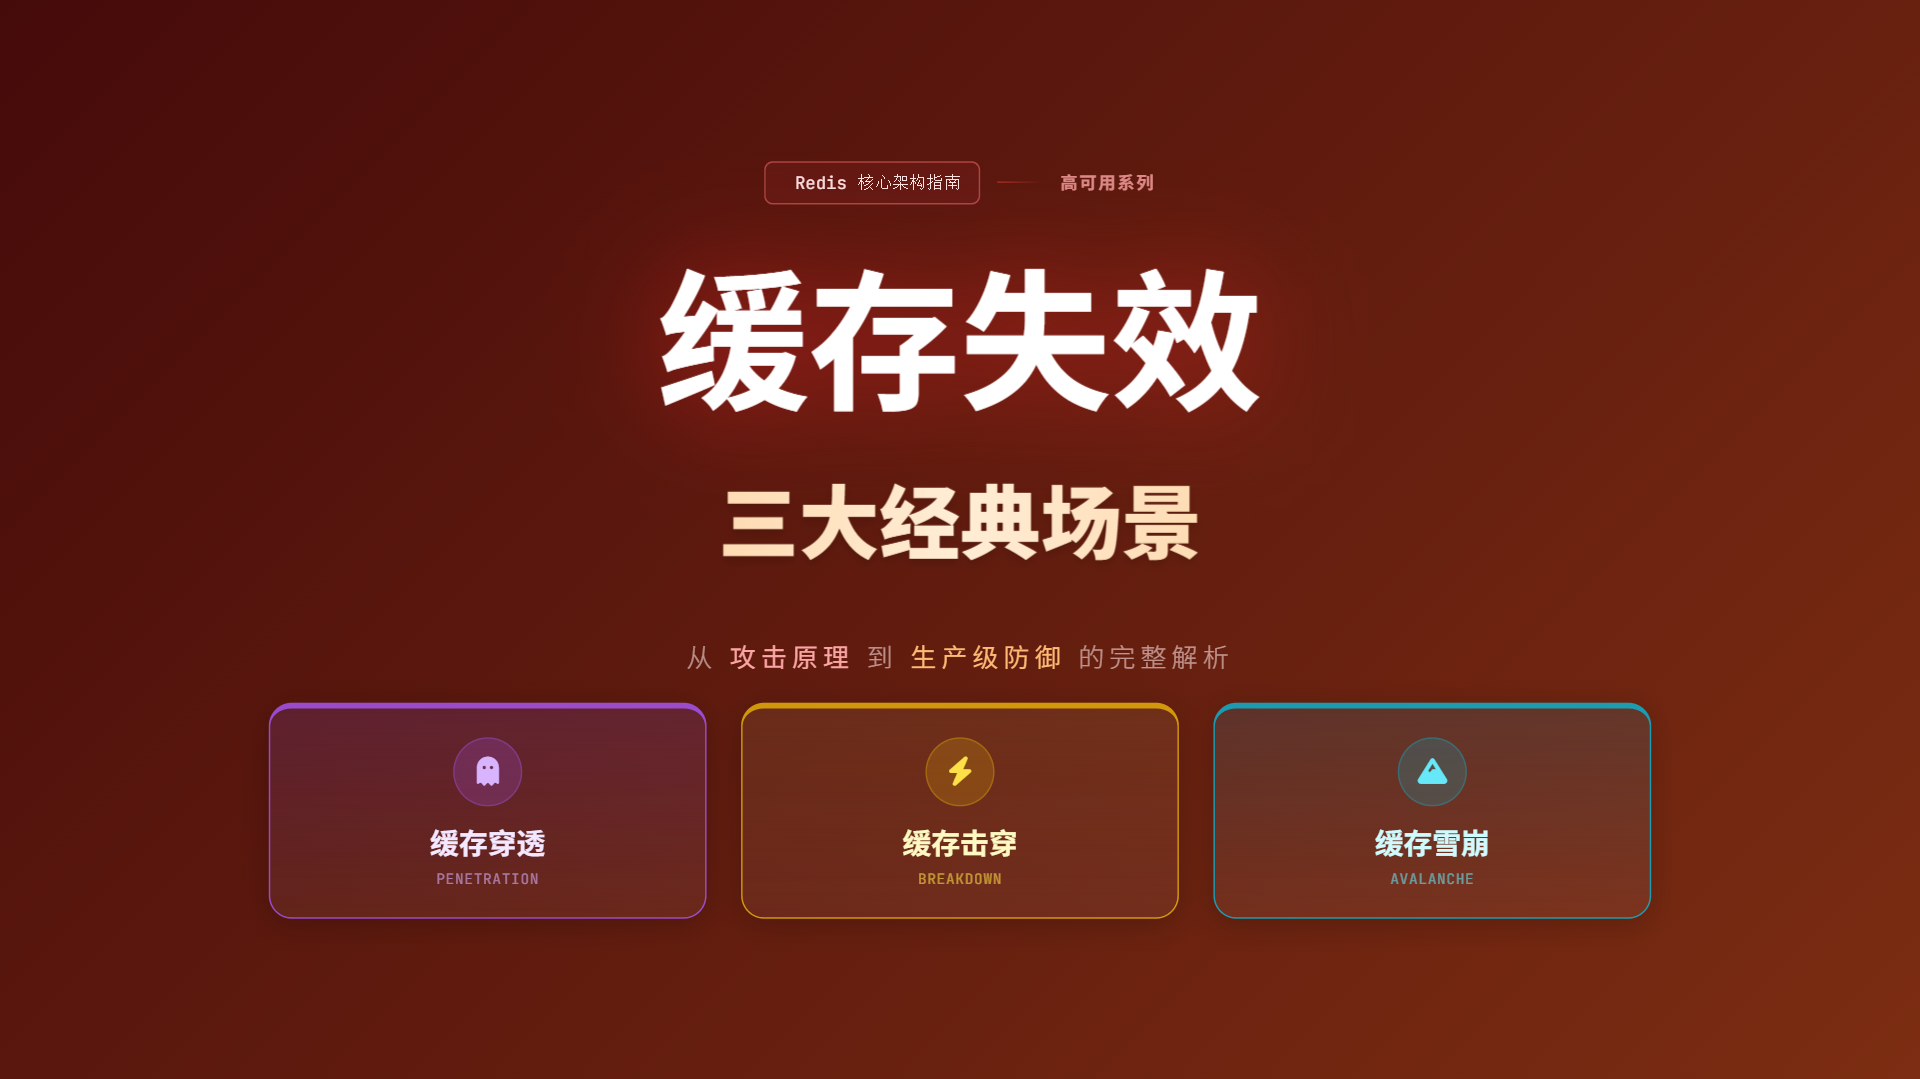 Redis 核心架构指南
高可用系列
缓存失效
三大经典场景
从 攻击原理 到 生产级防御 的完整解析
缓存穿透
PENETRATION
缓存击穿
BREAKDOWN
缓存雪崩
AVALANCHE